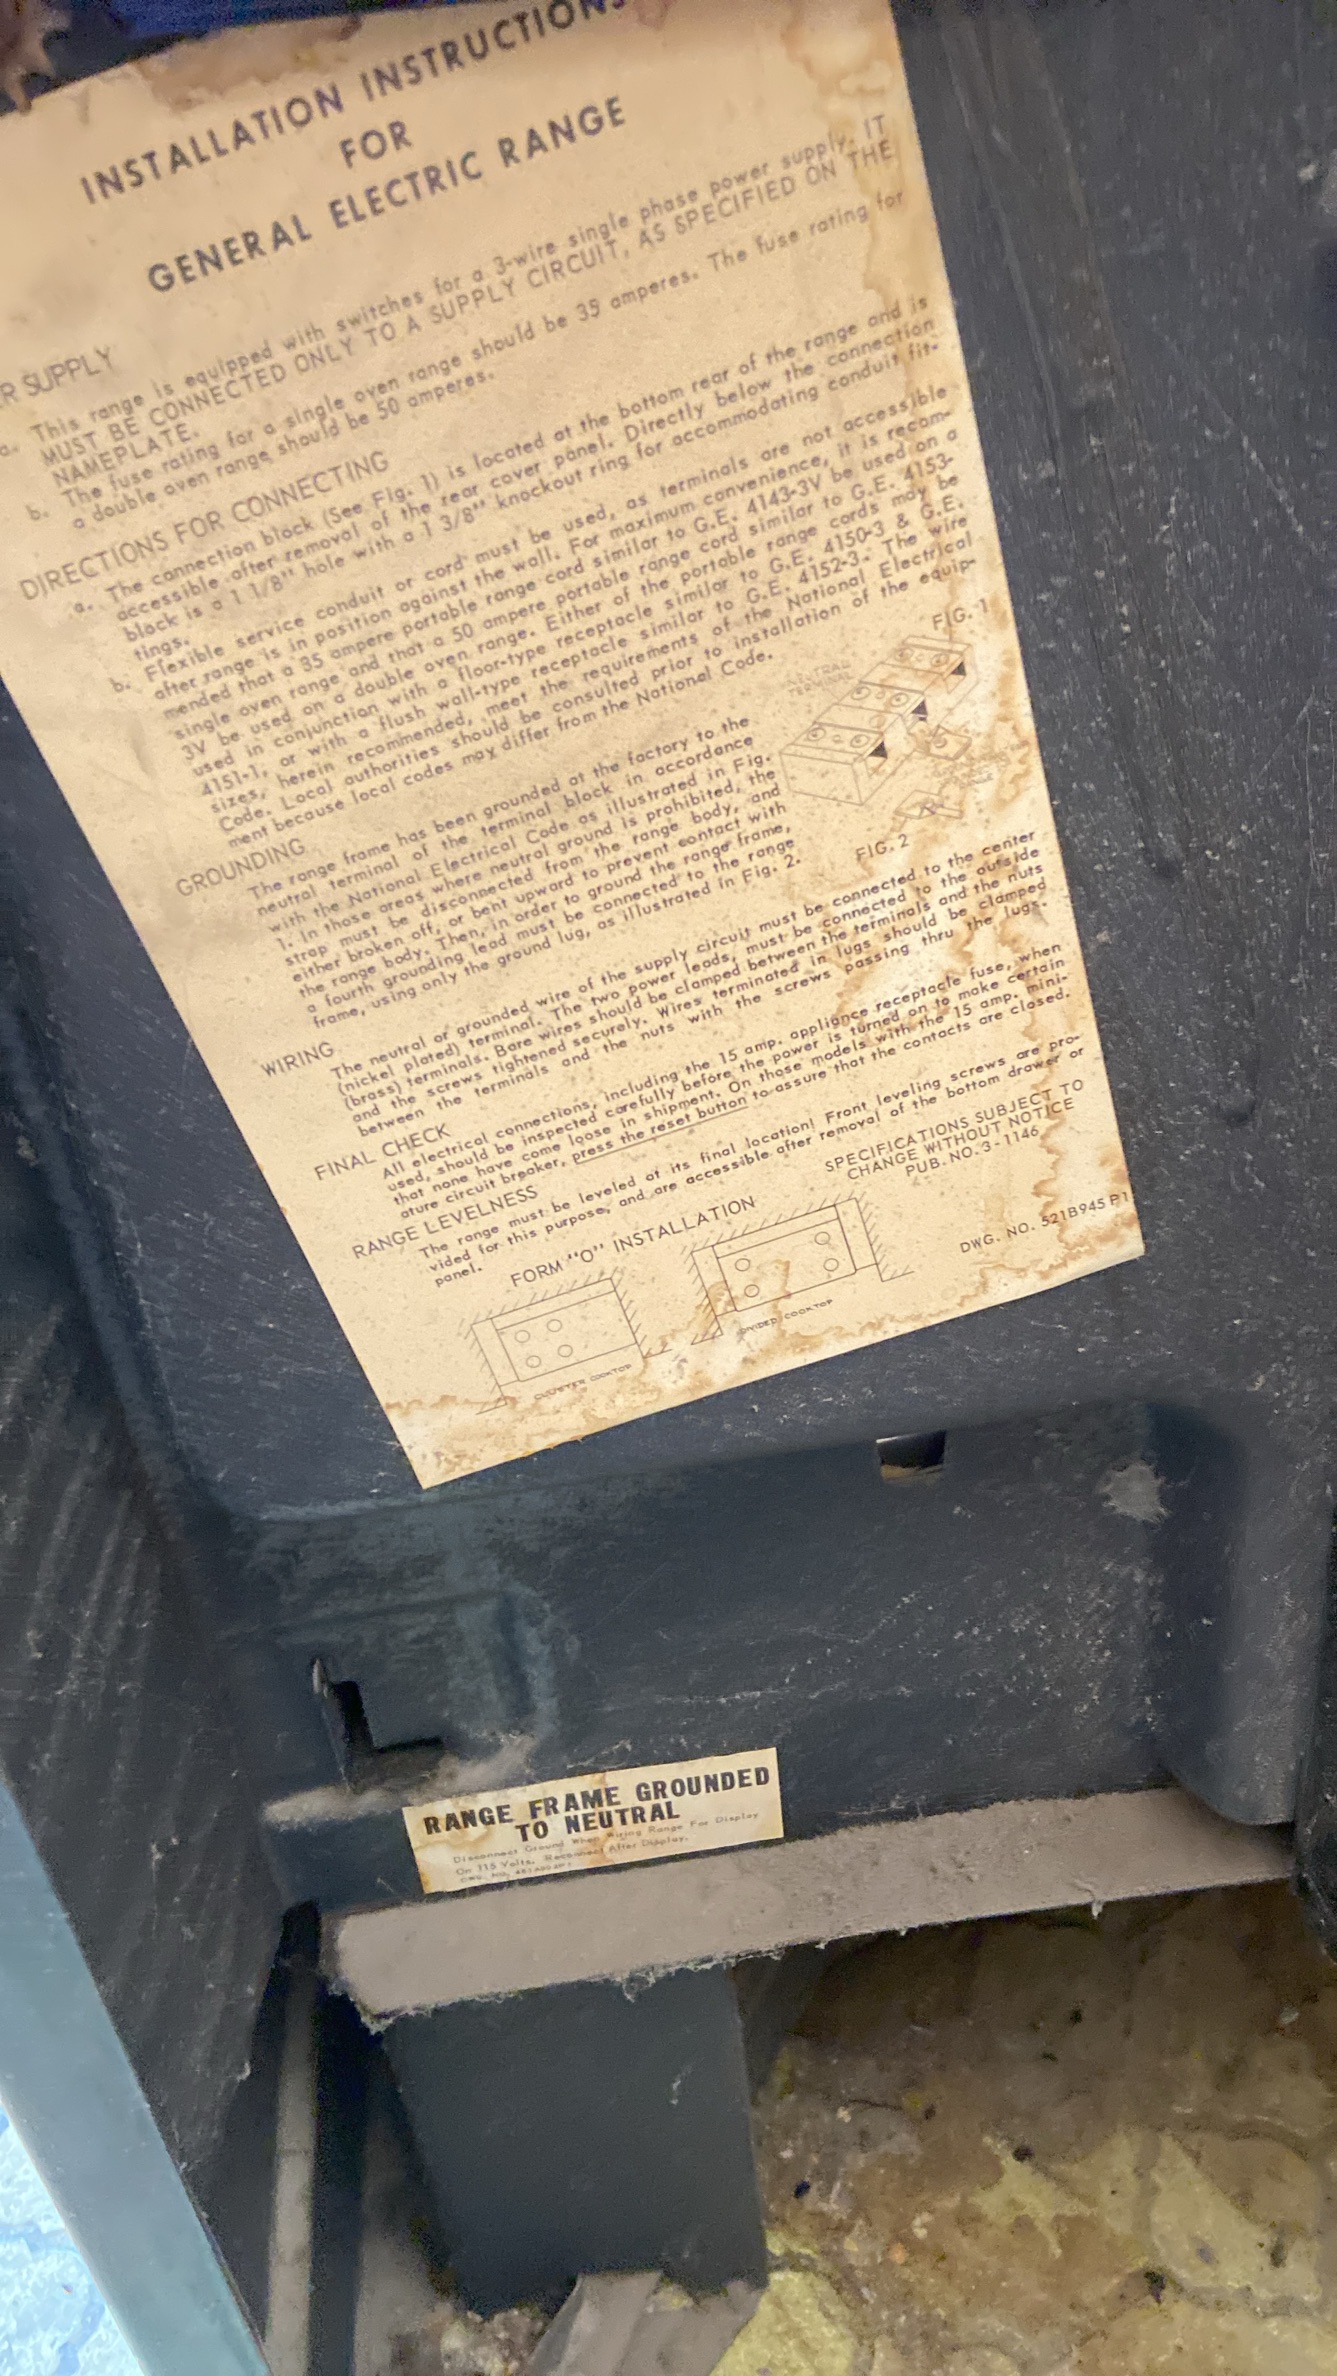 INSTALLATION INSTRUCTIONS
FOR
GENERAL ELECTRIC RANGE
R SUPPLY
a. This range is equipped with switches for a 3-wire single phase power supply. IT
MUST BE CONNECTED ONLY TO A SUPPLY CIRCUIT, AS SPECIFIED ON THE
NAMEPLATE.
b. The fuse rating for a single oven range should be 35 amperes. The fuse rating for
a double oven range should be 50 amperes.
DIRECTIONS FOR CONNECTING
a. The connection block (See Fig. 1) is located at the bottom rear of the range and is
accessible after removal of the rear cover panel. Directly below the connection
block is a 1 1/8" hole with a 1 3/8" knockout ring for accommodating conduit fit-
tings.
b. Flexible service conduit or cord must be used, as terminals are not accessible
after range is in position against the wall. For maximum convenience, it is recom-
mended that a 35 ampere portable range cord similar to G.E. 4143-3V be used on a
single oven range and that a 50 ampere portable range cord similar to G.E. 4153-
3V be used on a double oven range. Either of the portable range cords may be
used in conjunction with a floor-type receptacle similar to G.E. 4150-3 & G.E.
4151-1, or with a flush wall-type receptacle similar to G.E. 4152-3. The wire
sizes, herein recommended, meet the requirements of the National Electrical
Code. Local authorities should be consulted prior to installation of the equip-
ment because local codes may differ from the National Code.
FIG. 1
NEUTRAL
TERMINAL
GROUNDING
The range frame has been grounded at the factory to the
neutral terminal of the terminal block in accordance
with the National Electrical Code as illustrated in Fig.
1. In those areas where neutral ground is prohibited, the
strap must be disconnected from the range body, and
either broken off, or bent upward to prevent contact with
the range body. Then, in order to ground the range frame,
a fourth grounding lead must be connected to the range
frame, using only the ground lug, as illustrated in Fig. 2.
FIG. 2
WIRING
The neutral or grounded wire of the supply circuit must be connected to the center
(nickel plated) terminal. The two power leads, must be connected to the outside
(brass) terminals. Bare wires should be clamped between the terminals and the nuts
and the screws tightened securely. Wires terminated in lugs should be clamped
between the terminals and the nuts with the screws passing thru the lugs.
FINAL CHECK
All electrical connections, including the 15 amp. appliance receptacle fuse, when
used, should be inspected carefully before the power is turned on to make certain
that none have come loose in shipment. On those models with the 15 amp. mini-
ature circuit breaker, press the reset button to assure that the contacts are closed.
RANGE LEVELNESS
The range must be leveled at its final location! Front leveling screws are pro-
vided for this purpose, and are accessible after removal of the bottom drawer or
panel.
SPECIFICATIONS SUBJECT TO
CHANGE WITHOUT NOTICE
PUB. NO. 3-1146
FORM "O" INSTALLATION
DWG. NO. 521B945 P1
CLUSTER COOKTOP
DIVIDED COOKTOP
RANGE FRAME GROUNDED
TO NEUTRAL
Disconnect Ground When Wiring Range For Display
On 115 Volts. Reconnect After Display.
DWG. NO.